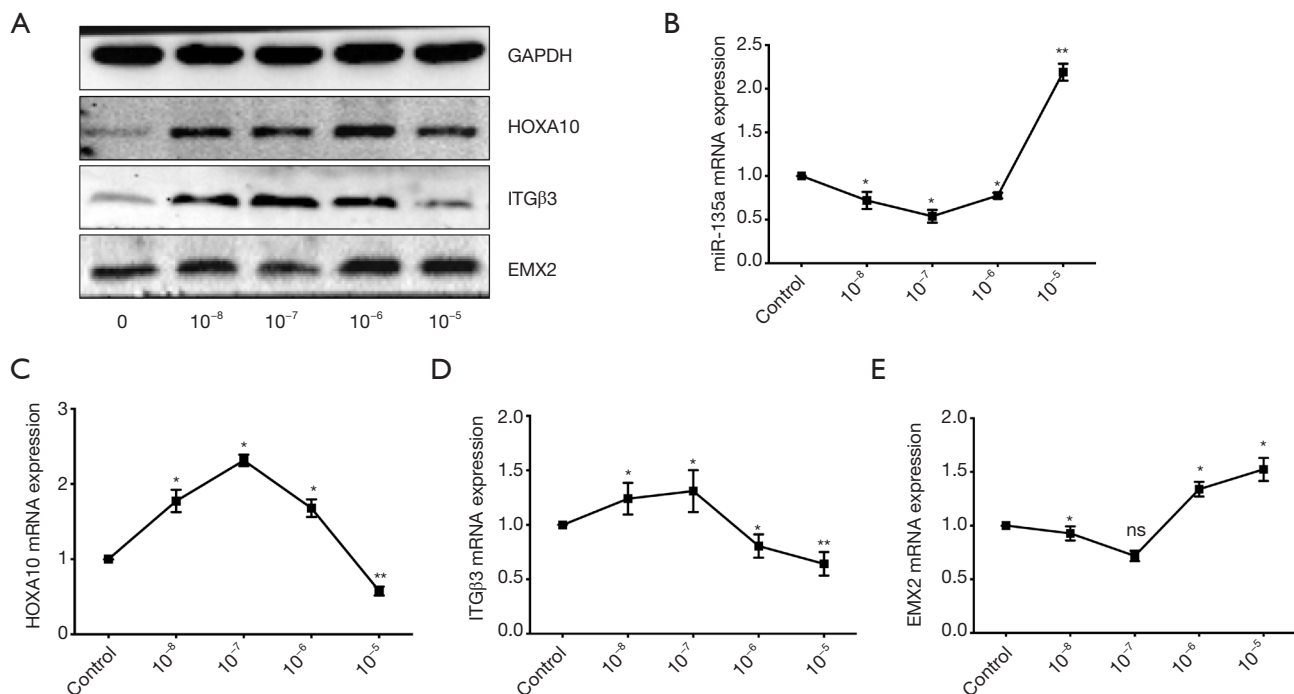 A
GAPDH
HOXA10
ITGβ3
EMX2
0 10⁻⁸ 10⁻⁷ 10⁻⁶ 10⁻⁵
B
miR-135a mRNA expression
2.5
2.0
1.5
1.0
0.5
0.0
* * * **
Control 10⁻⁸ 10⁻⁷ 10⁻⁶ 10⁻⁵
C
HOXA10 mRNA expression
3
2
1
0
* * * **
Control 10⁻⁸ 10⁻⁷ 10⁻⁶ 10⁻⁵
D
ITGβ3 mRNA expression
2.0
1.5
1.0
0.5
0.0
* * * **
Control 10⁻⁸ 10⁻⁷ 10⁻⁶ 10⁻⁵
E
EMX2 mRNA expression
2.0
1.5
1.0
0.5
0.0
* ns * *
Control 10⁻⁸ 10⁻⁷ 10⁻⁶ 10⁻⁵